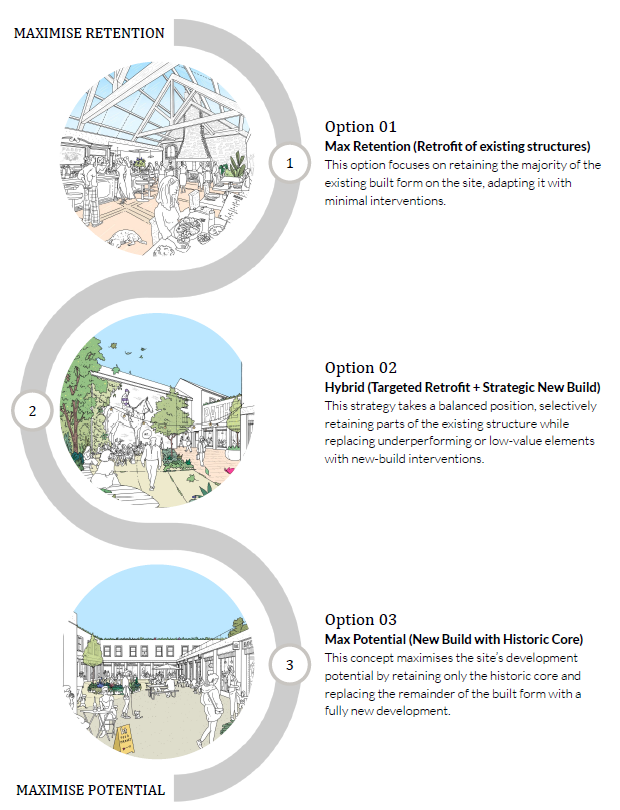 MAXIMISE RETENTION
1
Option 01
Max Retention (Retrofit of existing structures)
This option focuses on retaining the majority of the
existing built form on the site, adapting it with
minimal interventions.
2
Option 02
Hybrid (Targeted Retrofit + Strategic New Build)
This strategy takes a balanced position, selectively
retaining parts of the existing structure while
replacing underperforming or low-value elements
with new-build interventions.
3
Option 03
Max Potential (New Build with Historic Core)
This concept maximises the site’s development
potential by retaining only the historic core and
replacing the remainder of the built form with a
fully new development.
MAXIMISE POTENTIAL